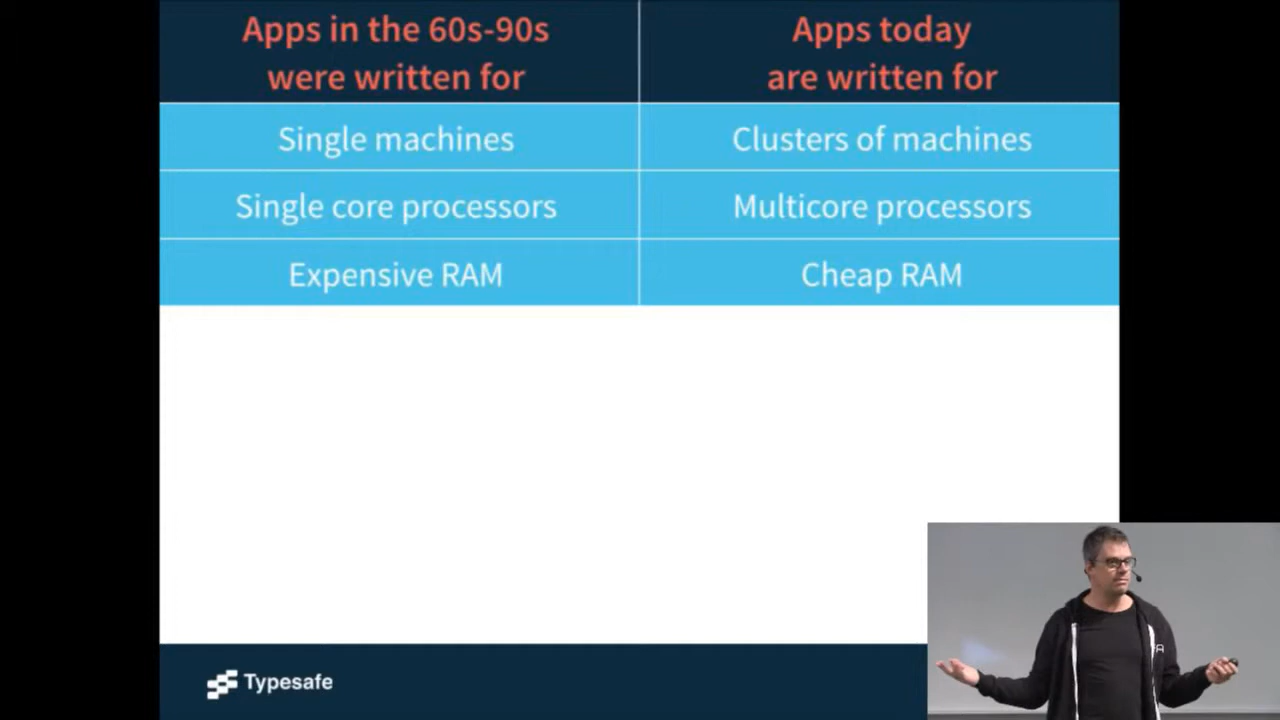 Apps in the 60s-90s
were written for
Apps today
are written for
Single machines
Clusters of machines
Single core processors
Multicore processors
Expensive RAM
Cheap RAM
Typesafe